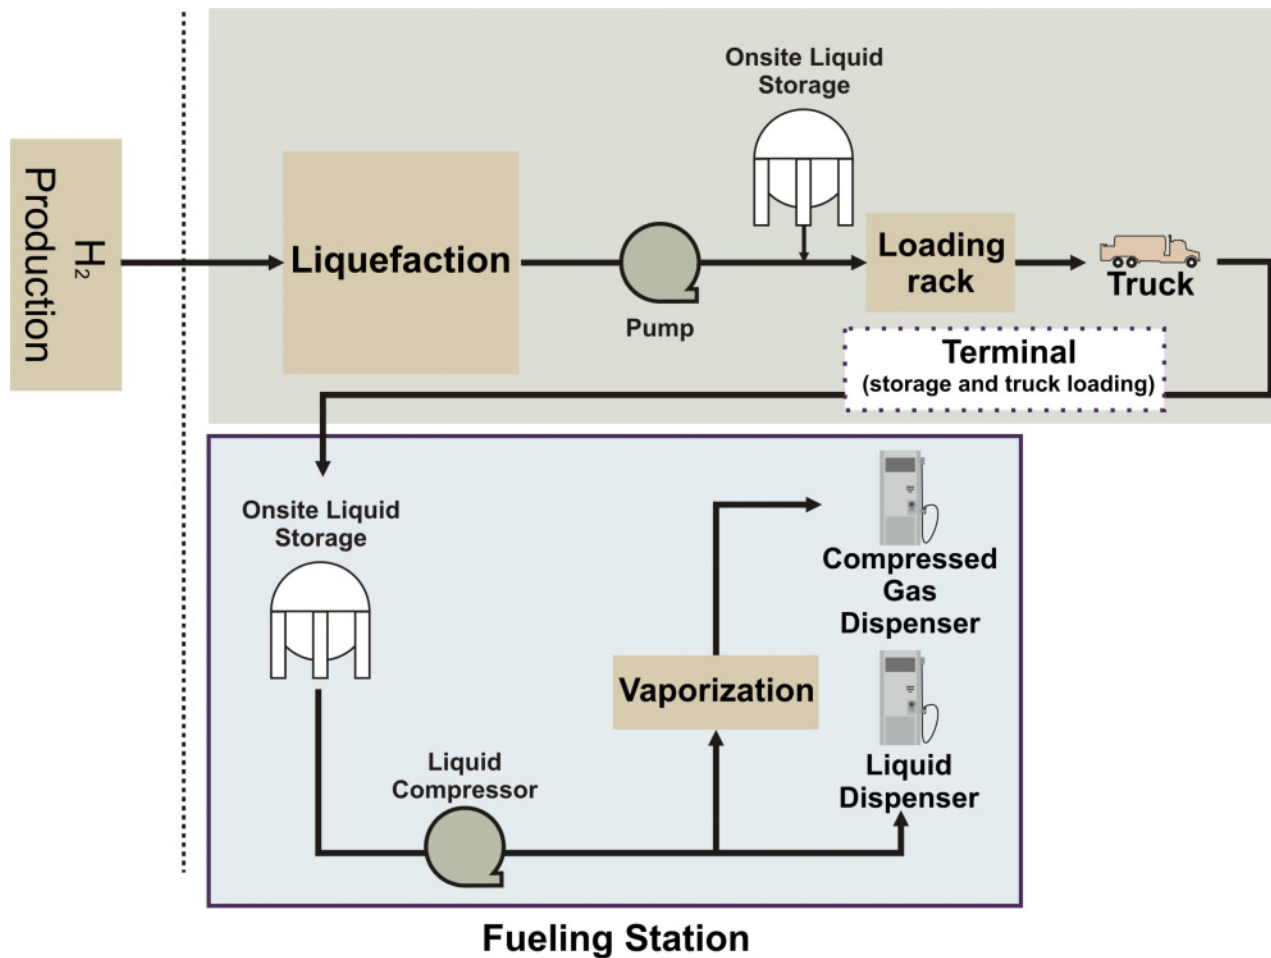 H₂
Production
Liquefaction
Pump
Onsite Liquid
Storage
Loading
rack
Truck
Terminal
(storage and truck loading)
Onsite Liquid
Storage
Liquid
Compressor
Vaporization
Compressed
Gas
Dispenser
Liquid
Dispenser
Fueling Station